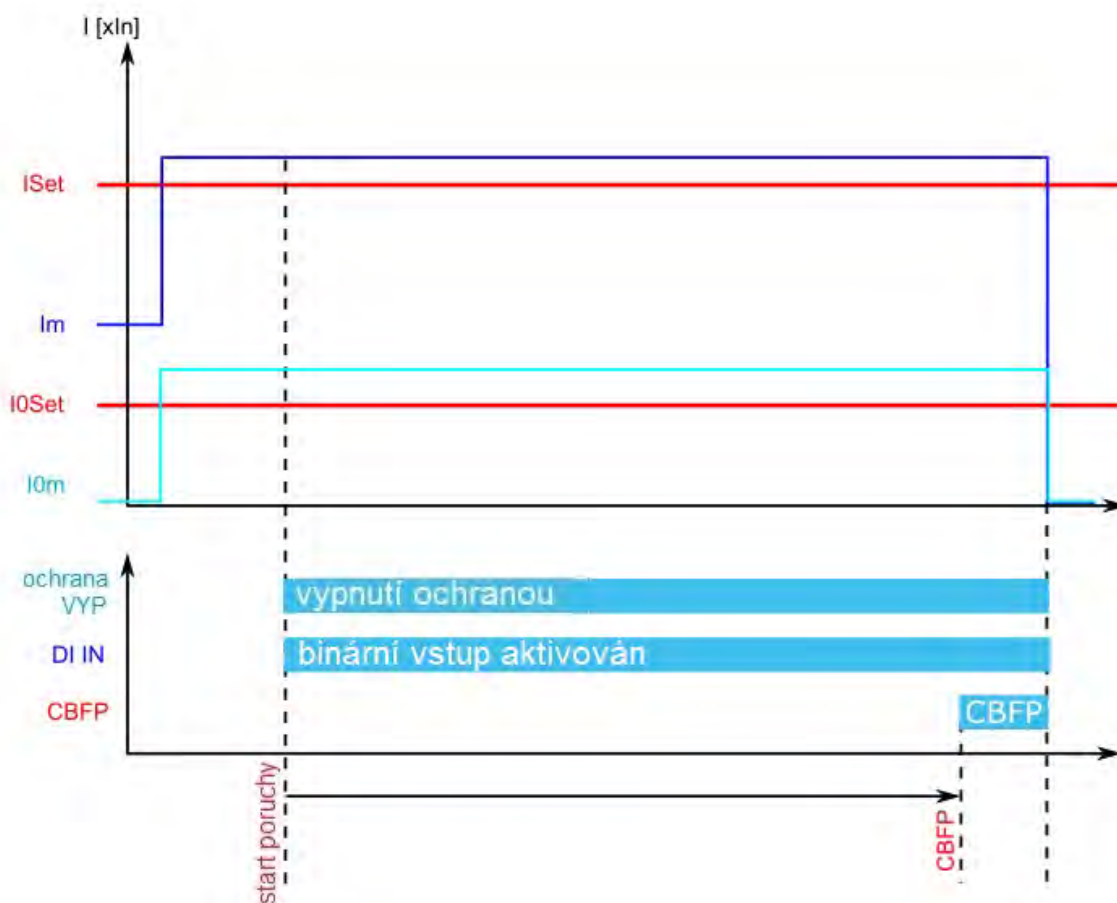 I [xIn]
ISet
Im
I0Set
I0m
ochrana
VYP
vypnutí ochranou
DI IN
binární vstup aktivován
CBFP
CBFP
start poruchy
CBFP